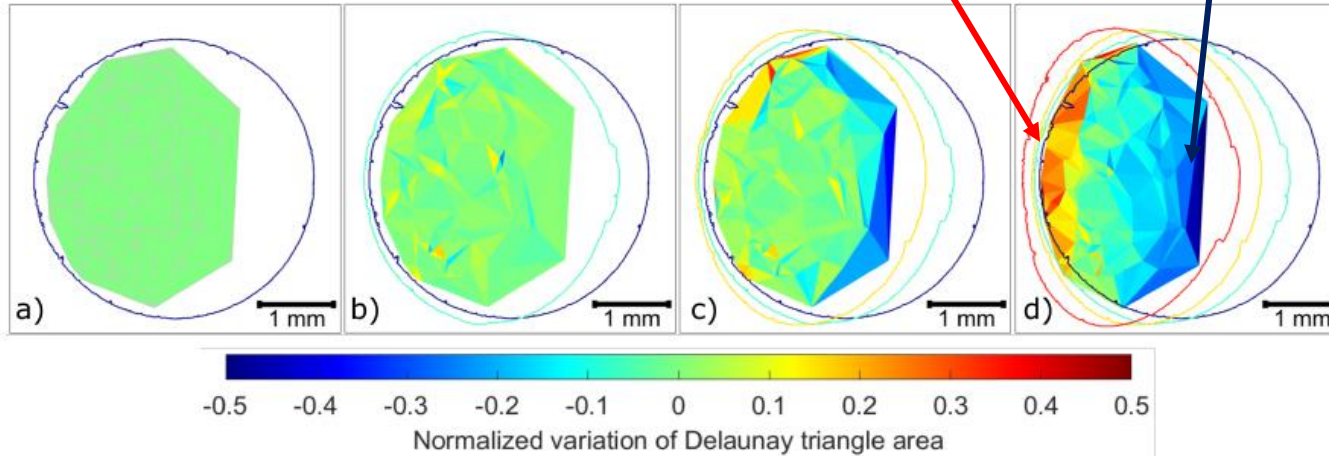 a) 1 mm b) 1 mm c) 1 mm d) 1 mm
-0.5 -0.4 -0.3 -0.2 -0.1 0 0.1 0.2 0.3 0.4 0.5
Normalized variation of Delaunay triangle area